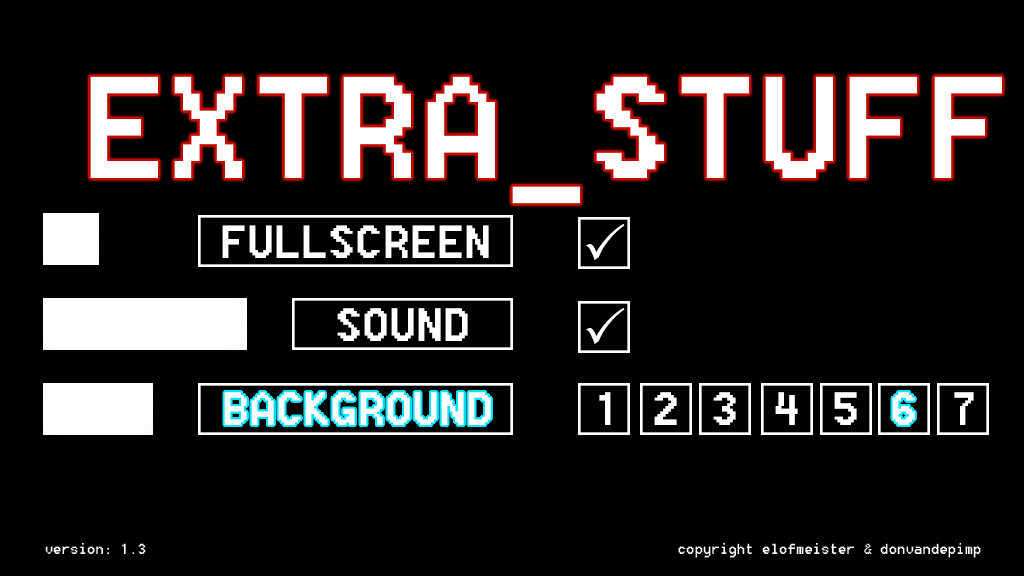 EXTRA_STUFF
FULLSCREEN ✓
SOUND ✓
BACKGROUND 1 2 3 4 5 6 7
version: 1.3
copyright elofmeister & donvandepimp